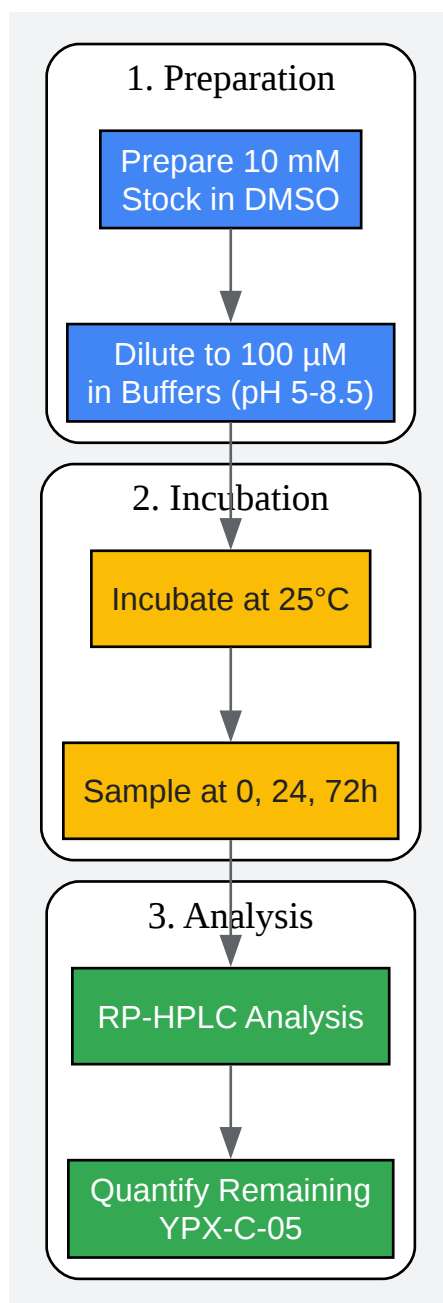 1. Preparation
Prepare 10 mM
Stock in DMSO
Dilute to 100 µM
in Buffers (pH 5-8.5)
2. Incubation
Incubate at 25°C
Sample at 0, 24, 72h
3. Analysis
RP-HPLC Analysis
Quantify Remaining
YPX-C-05